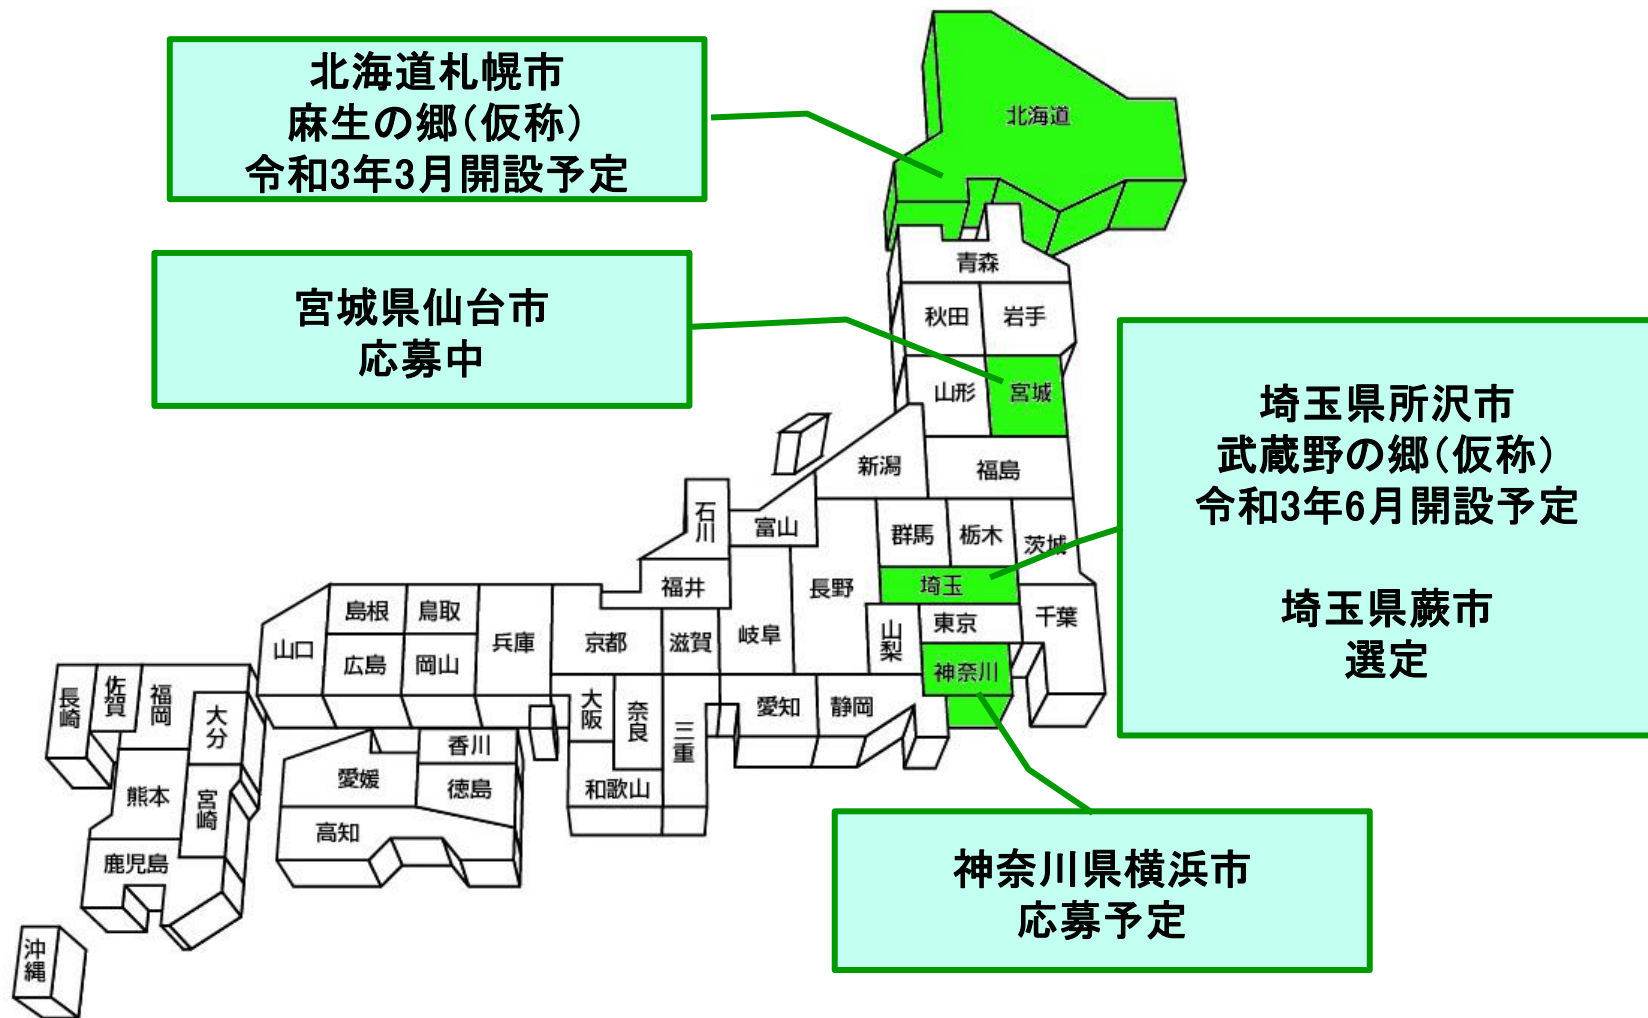 北海道札幌市
麻生の郷(仮称)
令和3年3月開設予定
宮城県仙台市
応募中
埼玉県所沢市
武蔵野の郷(仮称)
令和3年6月開設予定
埼玉県蕨市
選定
神奈川県横浜市
応募予定
北海道
青森
秋田
岩手
山形
宮城
新潟
福島
石川
富山
群馬
栃木
茨城
福井
長野
埼玉
島根
鳥取
兵庫
京都
滋賀
岐阜
山梨
東京
千葉
山口
広島
岡山
神奈川
長崎
佐賀
福岡
大分
大阪
奈良
三重
愛知
静岡
香川
愛媛
徳島
和歌山
熊本
宮崎
高知
鹿児島
沖縄